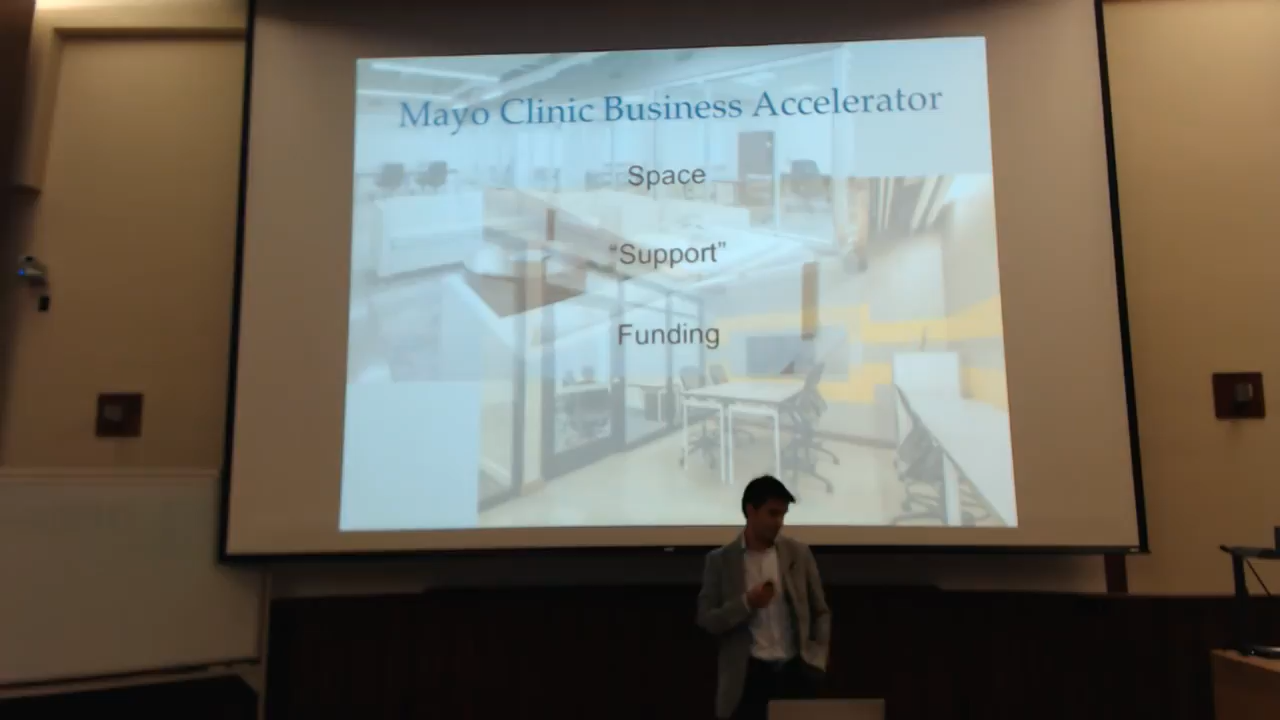 Mayo Clinic Business Accelerator
Space
“Support”
Funding